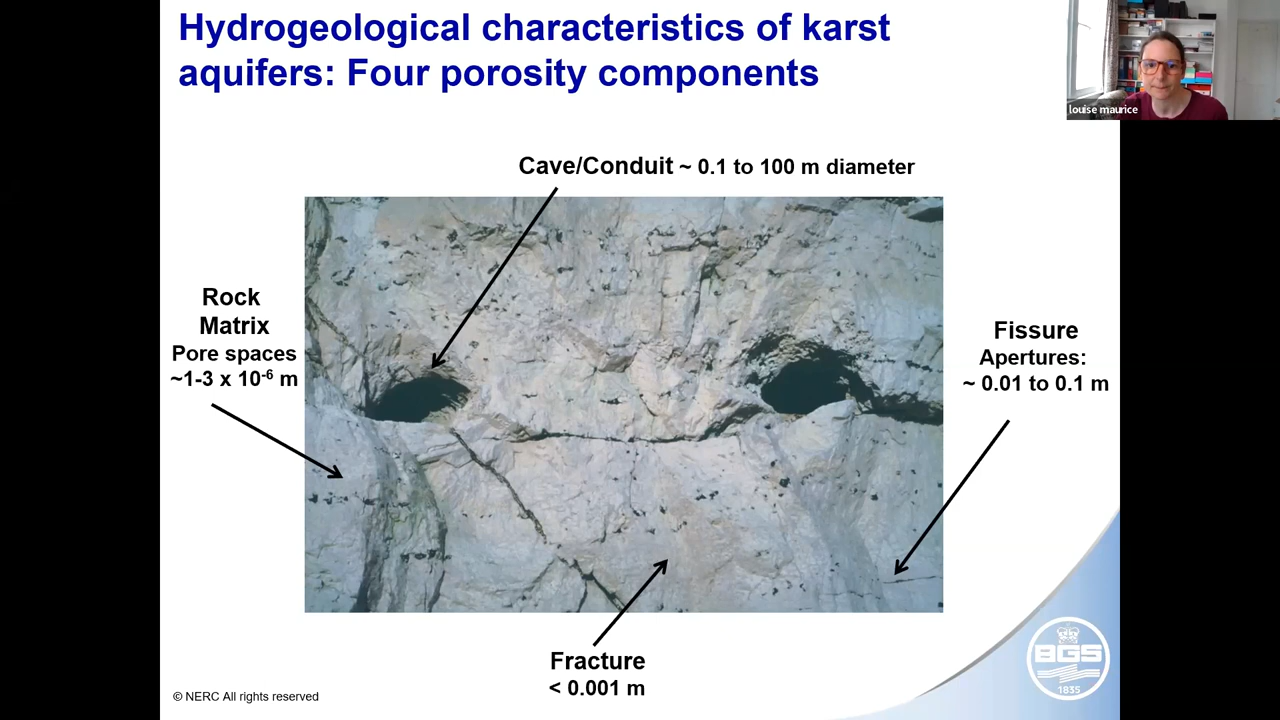 Hydrogeological characteristics of karst
aquifers: Four porosity components
louise maurice
Cave/Conduit ~ 0.1 to 100 m diameter
Rock
Matrix
Pore spaces
~1-3 x 10⁻⁶ m
Fissure
Apertures:
~ 0.01 to 0.1 m
Fracture
< 0.001 m
© NERC All rights reserved
BGS
1835